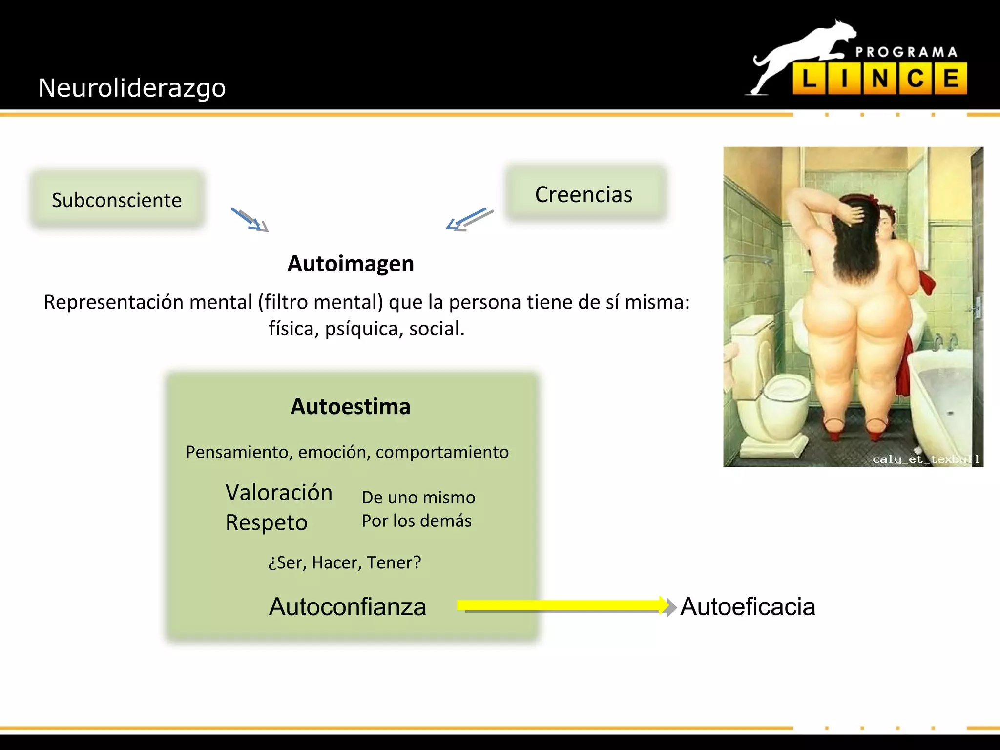 PROGRAMA
LINCE
Neuroliderazgo
Subconsciente
Creencias
Autoimagen
Representación mental (filtro mental) que la persona tiene de sí misma:
física, psíquica, social.
Autoestima
Pensamiento, emoción, comportamiento
Valoración
Respeto
De uno mismo
Por los demás
¿Ser, Hacer, Tener?
Autoconfianza
Autoeficacia
caly_et_texbull